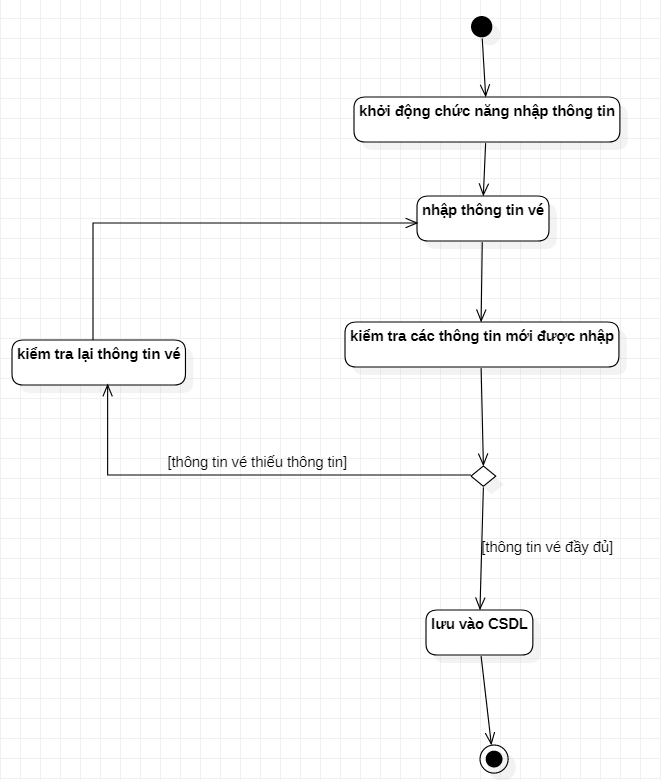 khởi động chức năng nhập thông tin
nhập thông tin vé
kiểm tra các thông tin mới được nhập
kiểm tra lại thông tin vé
[thông tin vé thiếu thông tin]
[thông tin vé đầy đủ]
lưu vào CSDL